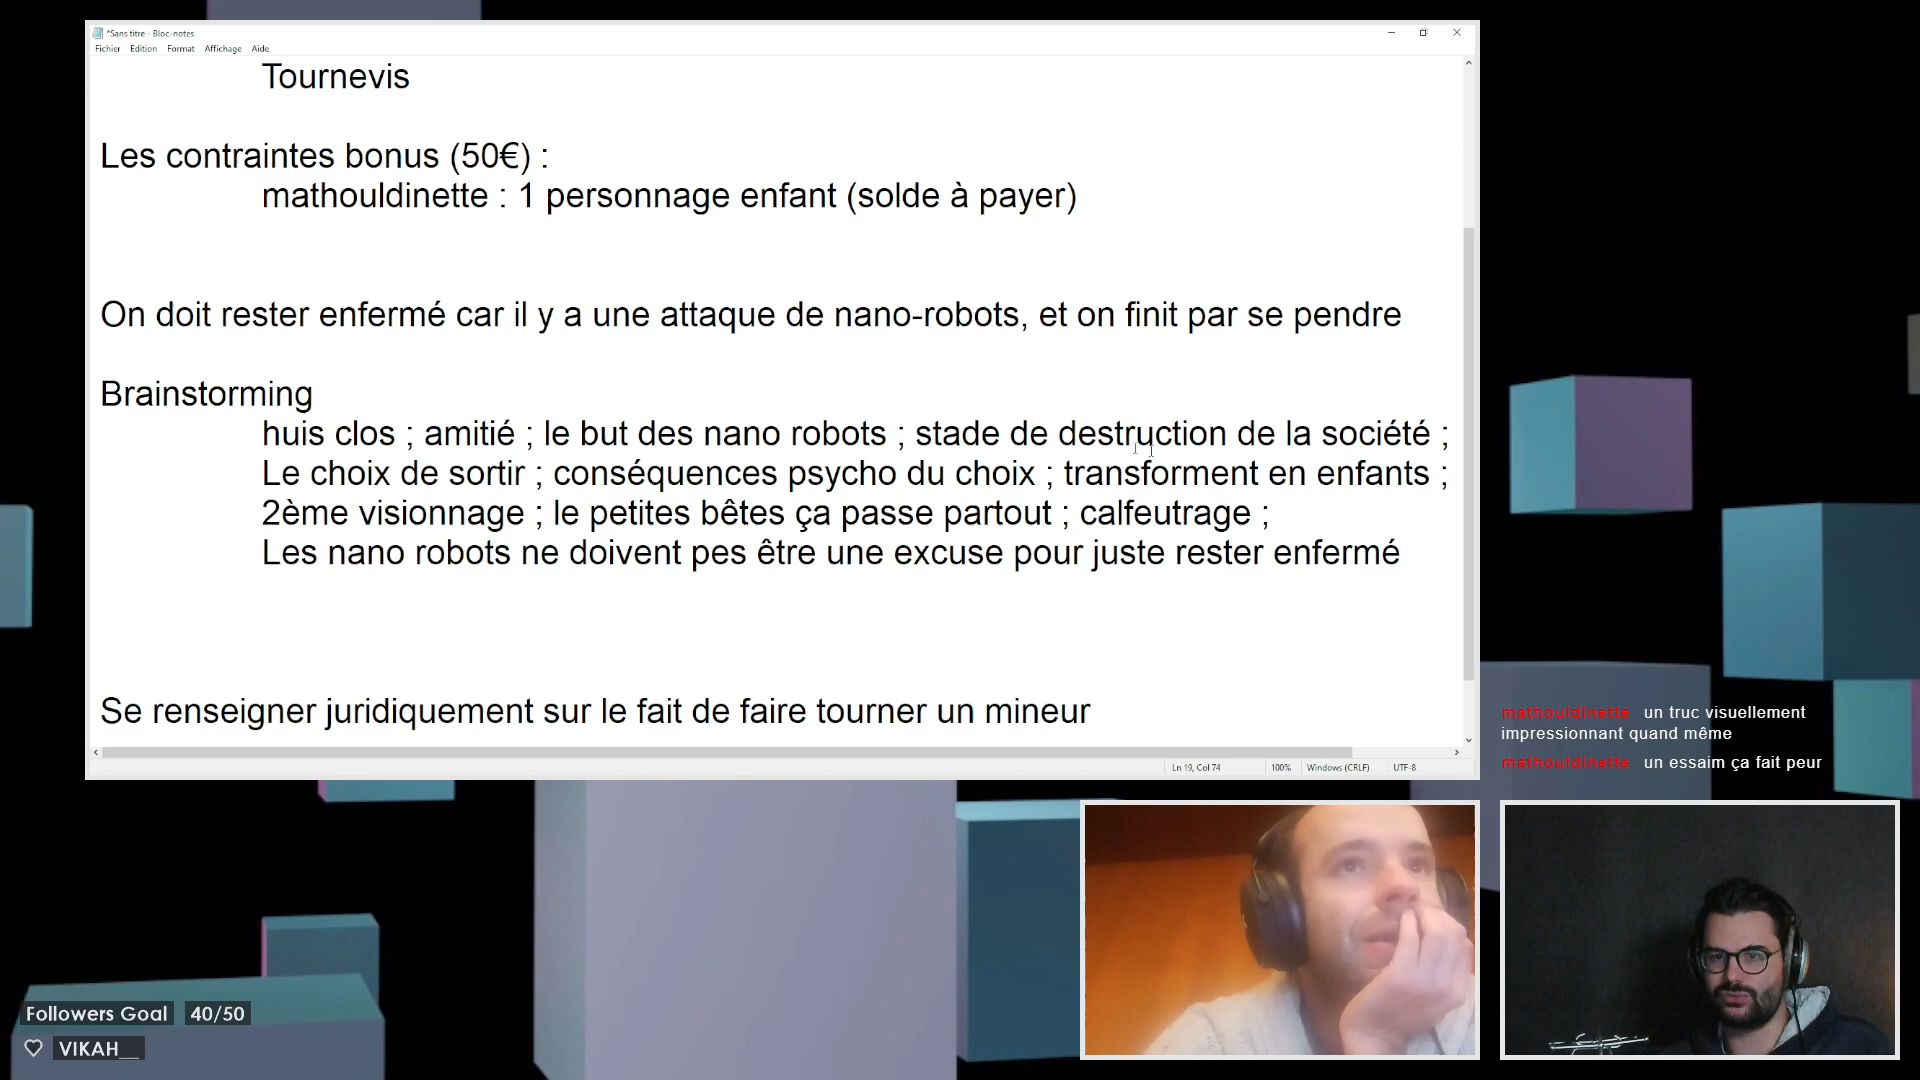 *Sans titre - Bloc-notes
Fichier Edition Format Affichage Aide
Tournevis
Les contraintes bonus (50€) :
mathouldinette : 1 personnage enfant (solde à payer)
On doit rester enfermé car il y a une attaque de nano-robots, et on finit par se pendre
Brainstorming
huis clos ; amitié ; le but des nano robots ; stade de destruction de la société ;
Le choix de sortir ; conséquences psycho du choix ; transforment en enfants ;
2ème visionnage ; le petites bêtes ça passe partout ; calfeutrage ;
Les nano robots ne doivent pes être une excuse pour juste rester enfermé
Se renseigner juridiquement sur le fait de faire tourner un mineur
Ln 19, Col 74 100% Windows (CRLF) UTF-8
mathouldinette un truc visuellement
impressionnant quand même
mathouldinette un essaim ça fait peur
Followers Goal 40/50
VIKAH__